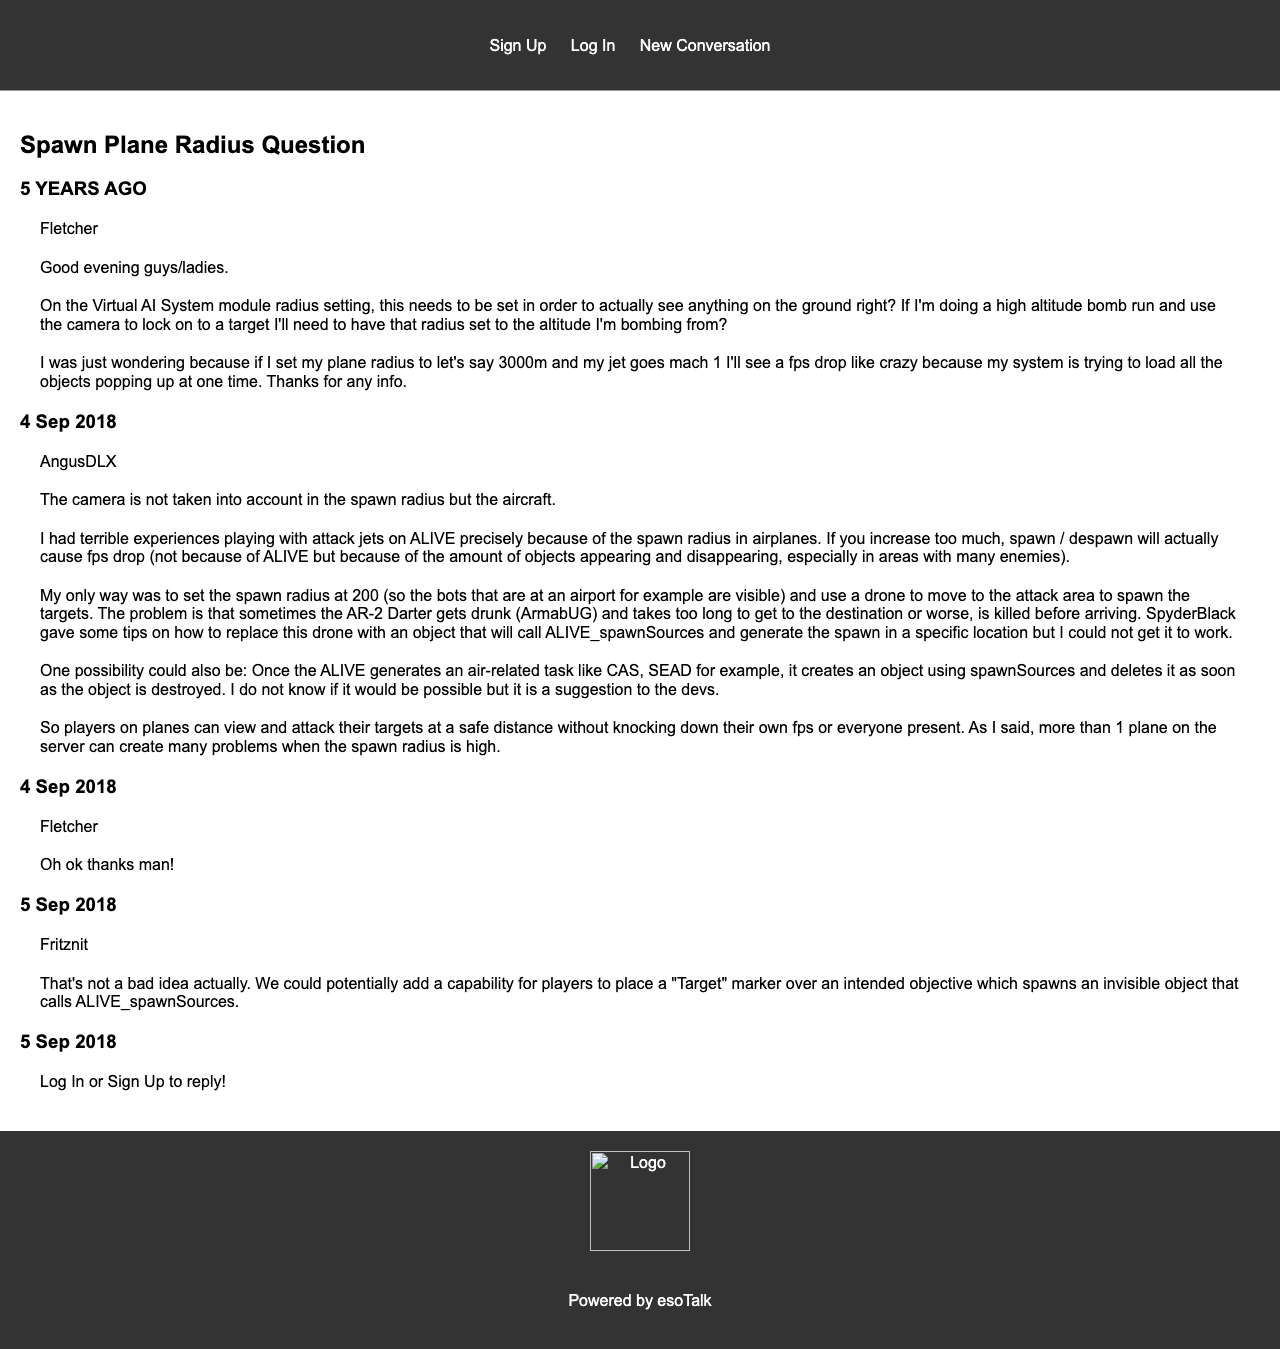 Sign Up Log In New Conversation
Spawn Plane Radius Question
5 YEARS AGO
Fletcher
Good evening guys/ladies.
On the Virtual AI System module radius setting, this needs to be set in order to actually see anything on the ground right? If I'm doing a high altitude bomb run and use
the camera to lock on to a target I'll need to have that radius set to the altitude I'm bombing from?
I was just wondering because if I set my plane radius to let's say 3000m and my jet goes mach 1 I'll see a fps drop like crazy because my system is trying to load all the
objects popping up at one time. Thanks for any info.
4 Sep 2018
AngusDLX
The camera is not taken into account in the spawn radius but the aircraft.
I had terrible experiences playing with attack jets on ALIVE precisely because of the spawn radius in airplanes. If you increase too much, spawn / despawn will actually
cause fps drop (not because of ALIVE but because of the amount of objects appearing and disappearing, especially in areas with many enemies).
My only way was to set the spawn radius at 200 (so the bots that are at an airport for example are visible) and use a drone to move to the attack area to spawn the
targets. The problem is that sometimes the AR-2 Darter gets drunk (ArmabUG) and takes too long to get to the destination or worse, is killed before arriving. SpyderBlack
gave some tips on how to replace this drone with an object that will call ALIVE_spawnSources and generate the spawn in a specific location but I could not get it to work.
One possibility could also be: Once the ALIVE generates an air-related task like CAS, SEAD for example, it creates an object using spawnSources and deletes it as soon
as the object is destroyed. I do not know if it would be possible but it is a suggestion to the devs.
So players on planes can view and attack their targets at a safe distance without knocking down their own fps or everyone present. As I said, more than 1 plane on the
server can create many problems when the spawn radius is high.
4 Sep 2018
Fletcher
Oh ok thanks man!
5 Sep 2018
Fritznit
That's not a bad idea actually. We could potentially add a capability for players to place a "Target" marker over an intended objective which spawns an invisible object that
calls ALIVE_spawnSources.
5 Sep 2018
Log In or Sign Up to reply!
Logo
Powered by esoTalk